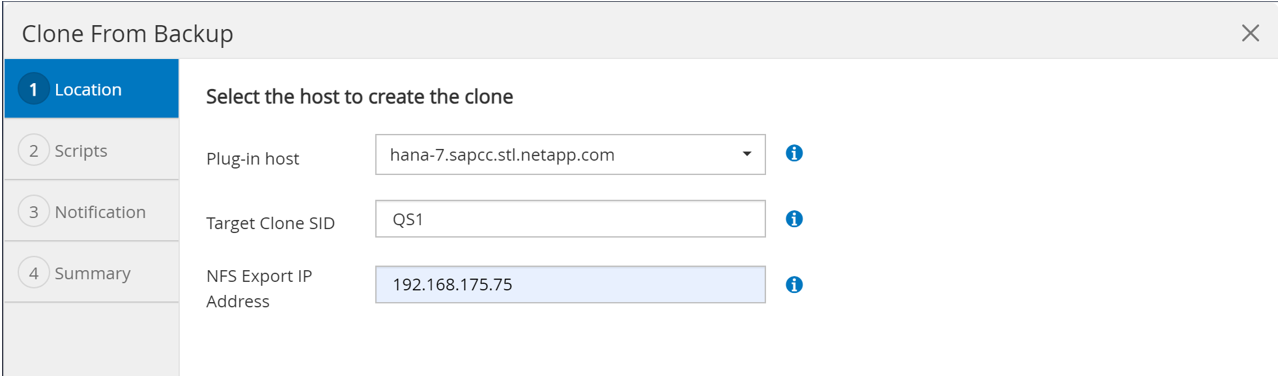 Clone From Backup
1 Location
2 Scripts
3 Notification
4 Summary
Select the host to create the clone
Plug-in host
hana-7.sapcc.stl.netapp.com
Target Clone SID
QS1
NFS Export IP
Address
192.168.175.75